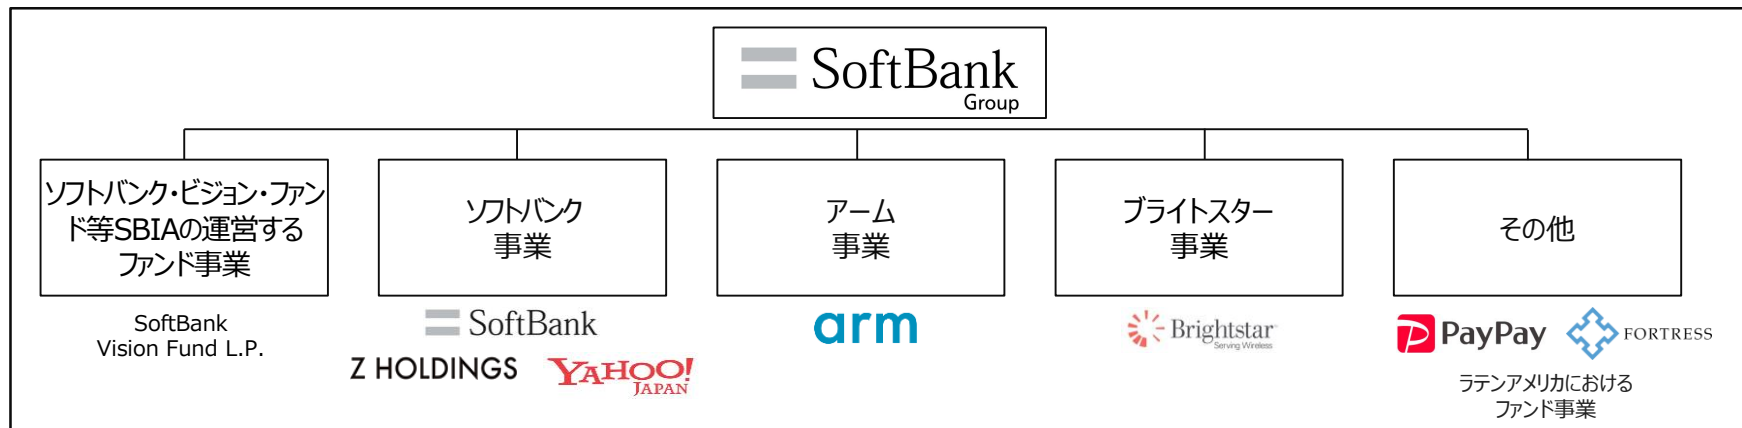 SoftBank
Group
ソフトバンク・ビジョン・ファン
ド等SBIAの運営する
ファンド事業
ソフトバンク
事業
アーム
事業
ブライトスター
事業
その他
SoftBank
Vision Fund L.P.
SoftBank
Z HOLDINGS
YAHOO!
JAPAN
arm
Brightstar
Serving Wireless
PayPay
FORTRESS
ラテンアメリカにおける
ファンド事業